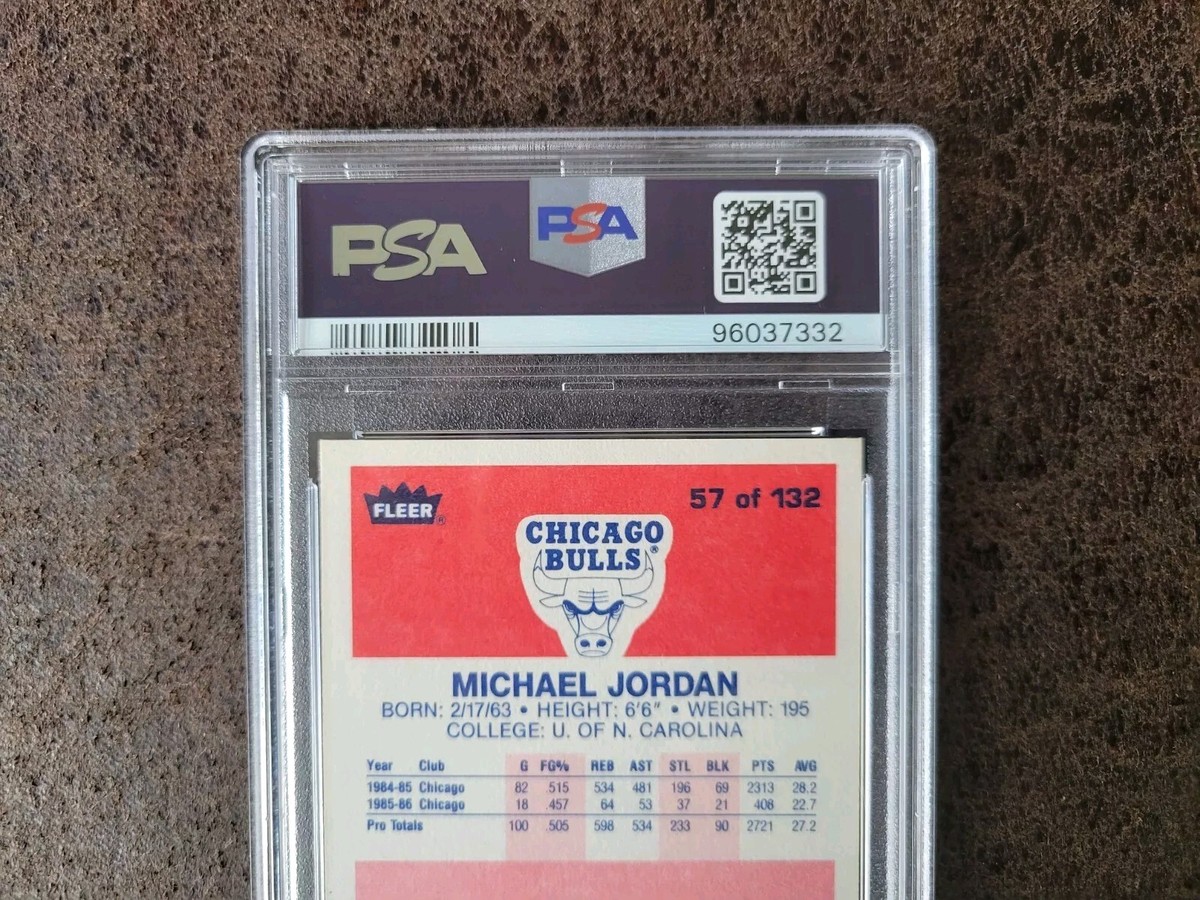 PSA
PSA
96037332
FLEER®
57 of 132
CHICAGO
BULLS®
MICHAEL JORDAN
BORN: 2/17/63 • HEIGHT: 6'6" • WEIGHT: 195
COLLEGE: U. OF N. CAROLINA
Year Club G FG% REB AST STL BLK PTS AVG
1984-85 Chicago 82 .515 534 481 196 69 2313 28.2
1985-86 Chicago 18 .457 64 53 37 21 408 22.7
Pro Totals 100 .505 598 534 233 90 2721 27.2